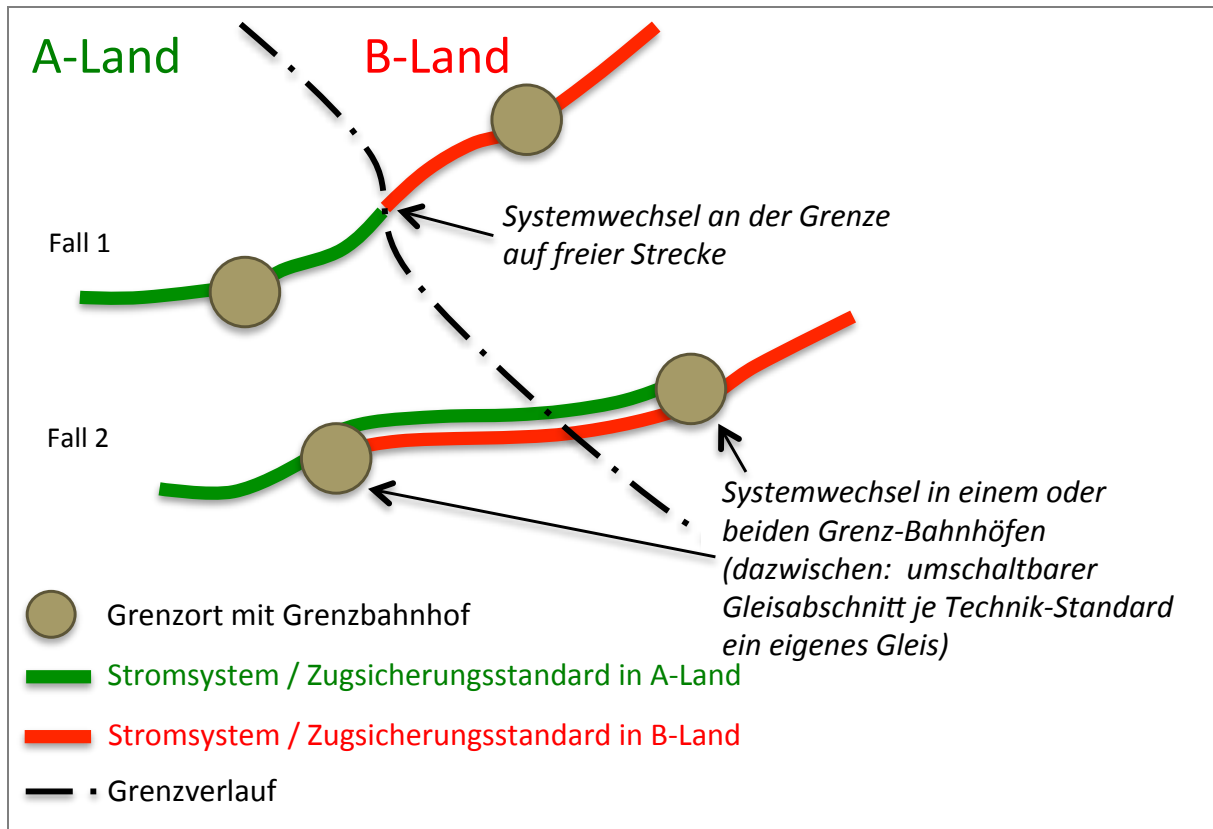 A-Land
B-Land
Systemwechsel an der Grenze
auf freier Strecke
Fall 1
Fall 2
Systemwechsel in einem oder
beiden Grenz-Bahnhöfen
(dazwischen: umschaltbarer
Gleisabschnitt je Technik-Standard
ein eigenes Gleis)
Grenzort mit Grenzbahnhof
Stromsystem / Zugsicherungsstandard in A-Land
Stromsystem / Zugsicherungsstandard in B-Land
Grenzverlauf